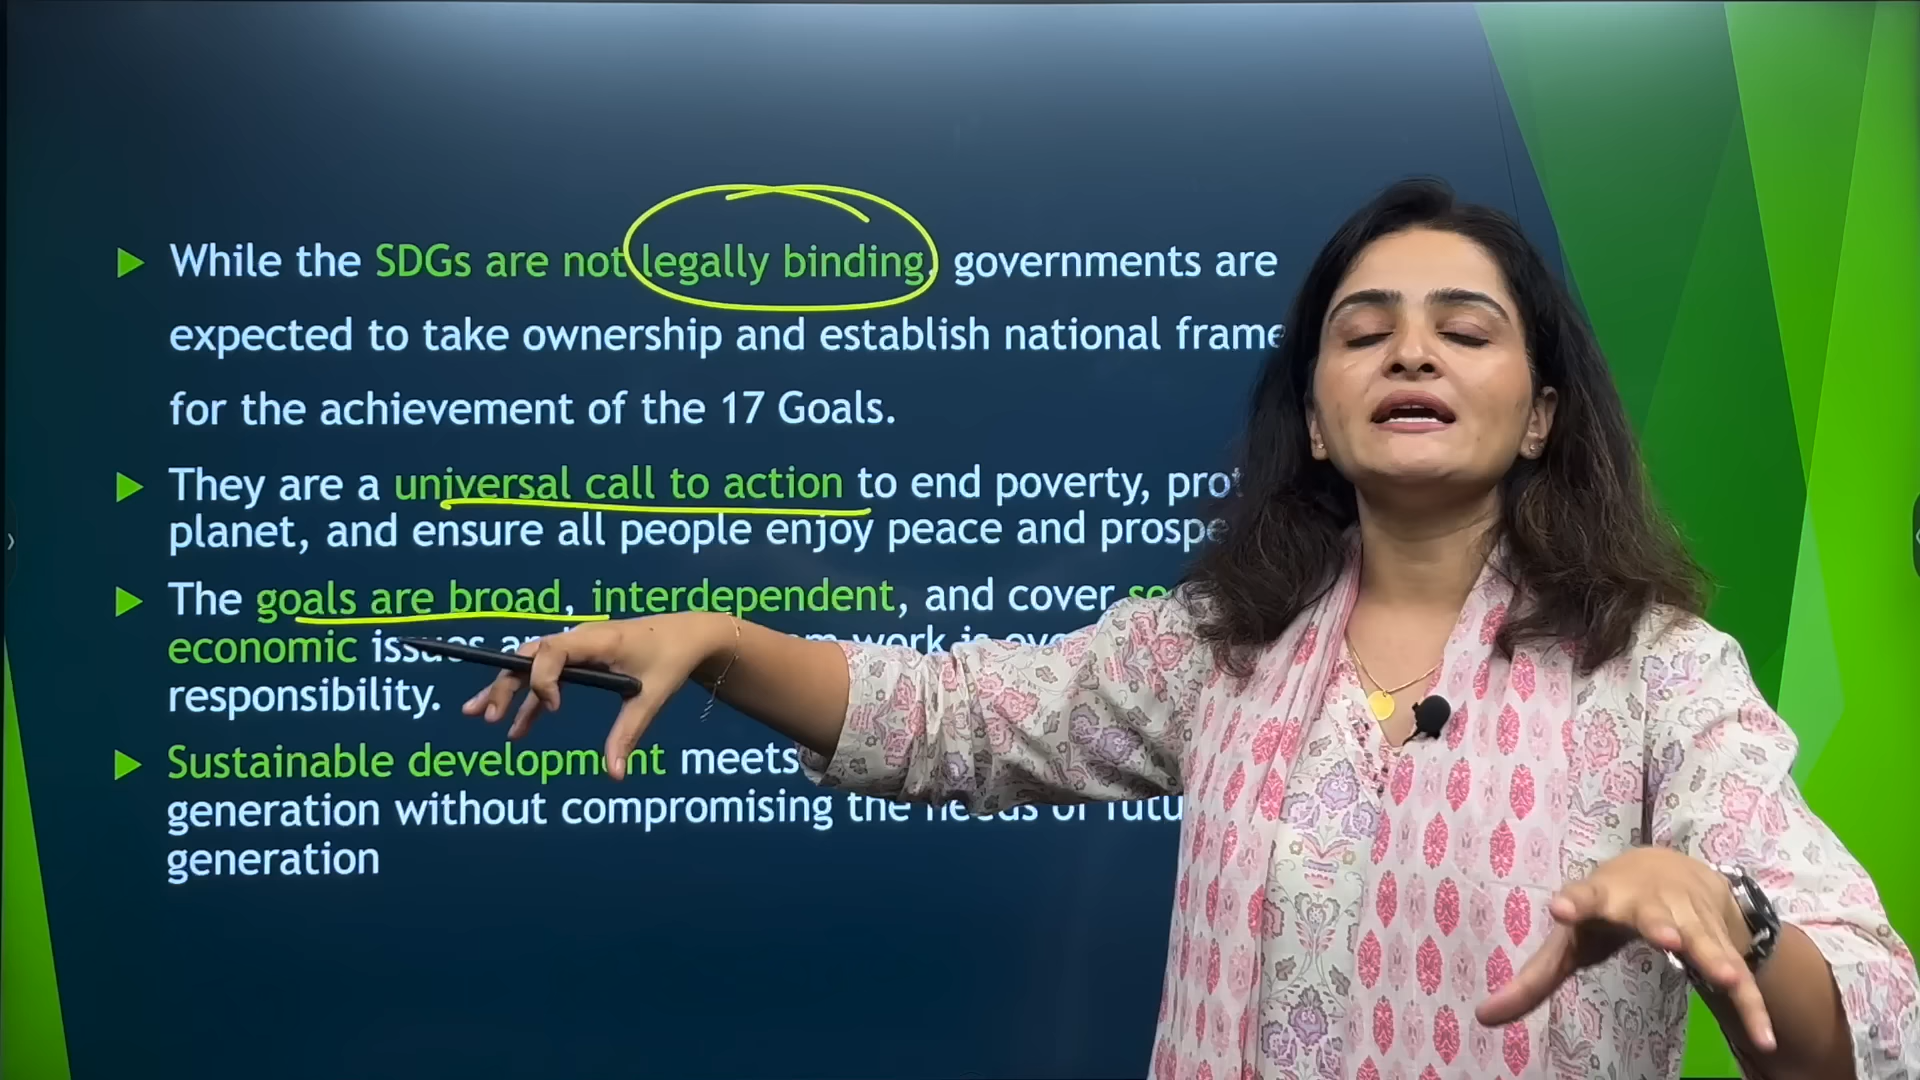 While the SDGs are not legally binding, governments are
expected to take ownership and establish national frame
for the achievement of the 17 Goals.
They are a universal call to action to end poverty, prot
planet, and ensure all people enjoy peace and prospe
The goals are broad, interdependent, and cover so
economic issues work is
responsibility.
Sustainable development meets
generation without compromising the needs of futu
generation